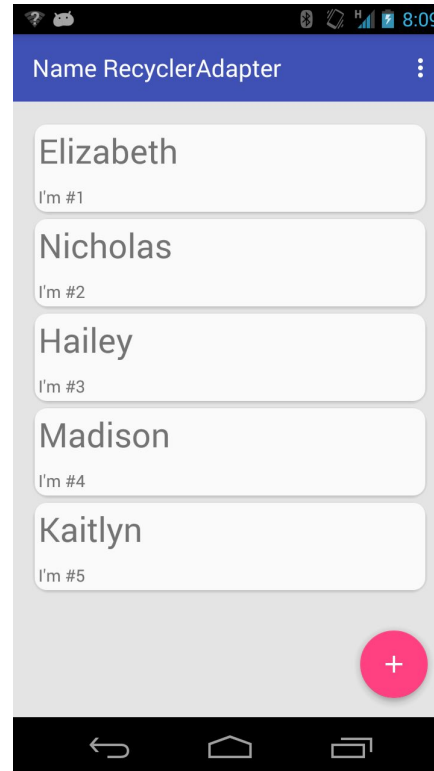 H 8:09
Name RecyclerAdapter
Elizabeth
I'm #1
Nicholas
I'm #2
Hailey
I'm #3
Madison
I'm #4
Kaitlyn
I'm #5
+